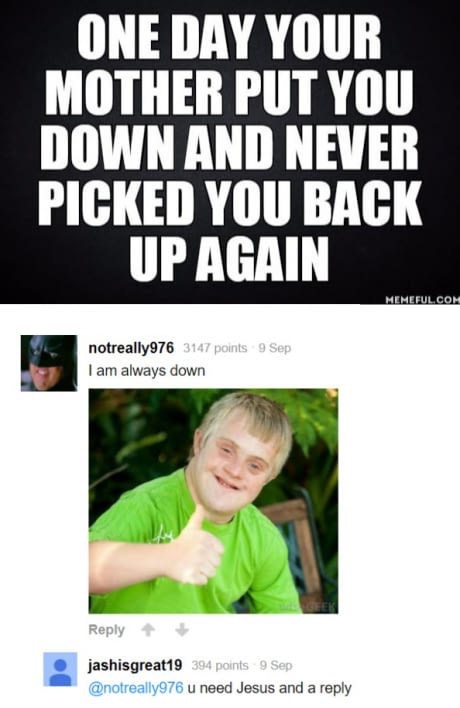 ONE DAY YOUR
MOTHER PUT YOU
DOWN AND NEVER
PICKED YOU BACK
UP AGAIN
MEMEFUL.COM
notreally976 3147 points · 9 Sep
I am always down
Reply
jashisgreat19 394 points · 9 Sep
@notreally976 u need Jesus and a reply